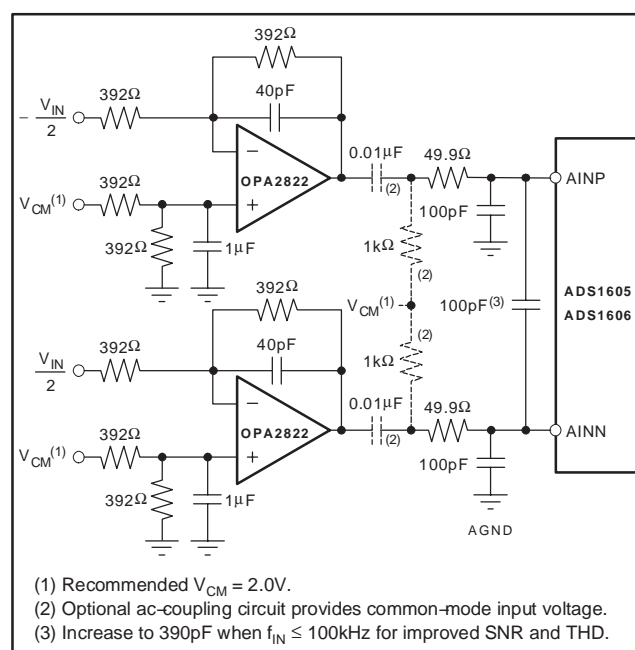 392Ω
40pF
− V_IN/2
392Ω
−
OPA2822
+
0.01μF
(2)
49.9Ω
AINP
392Ω
V_CM(1)
392Ω
1μF
100pF
1kΩ
(2)
392Ω
V_CM(1)
100pF(3)
ADS1605
ADS1606
(2)
1kΩ
40pF
V_IN/2
392Ω
−
OPA2822
+
0.01μF
(2)
49.9Ω
AINN
392Ω
V_CM(1)
392Ω
1μF
100pF
AGND
(1) Recommended V_CM = 2.0V.
(2) Optional ac−coupling circuit provides common−mode input voltage.
(3) Increase to 390pF when f_IN ≤ 100kHz for improved SNR and THD.